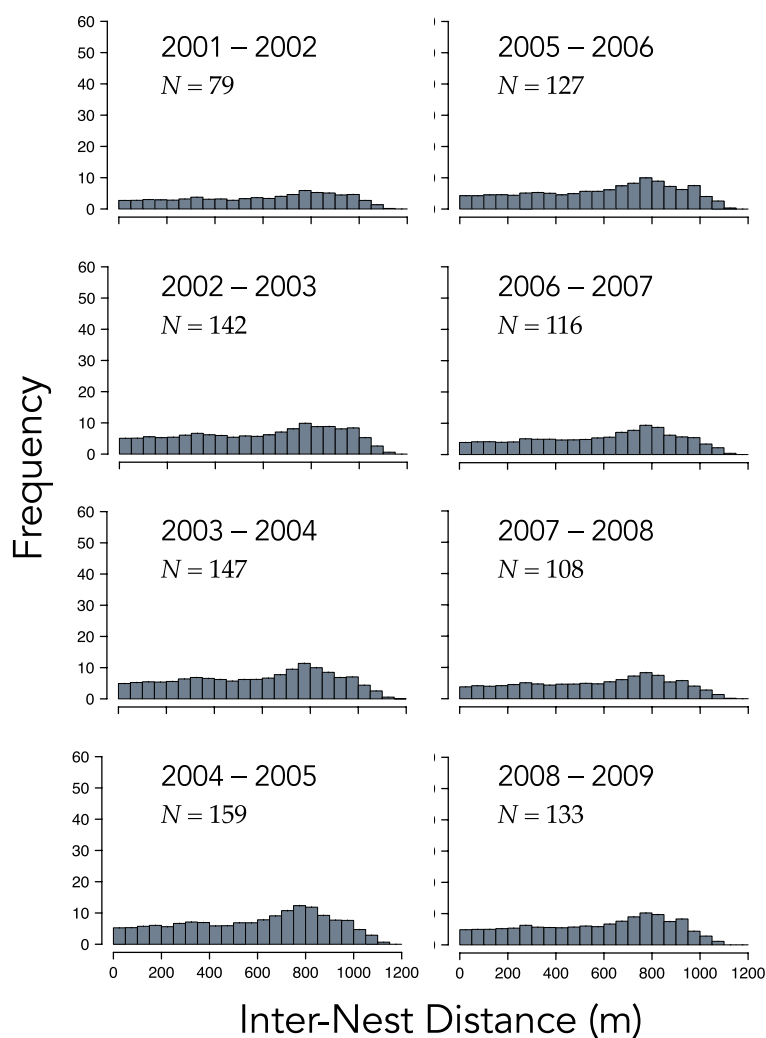 Frequency
60
50
40
30
20
10
0
2001 – 2002
N = 79
2005 – 2006
N = 127
0 200 400 600 800 1000 1200
60
50
40
30
20
10
0
2002 – 2003
N = 142
2006 – 2007
N = 116
60
50
40
30
20
10
0
2003 – 2004
N = 147
2007 – 2008
N = 108
60
50
40
30
20
10
0
2004 – 2005
N = 159
2008 – 2009
N = 133
0 200 400 600 800 1000 1200
Inter-Nest Distance (m)